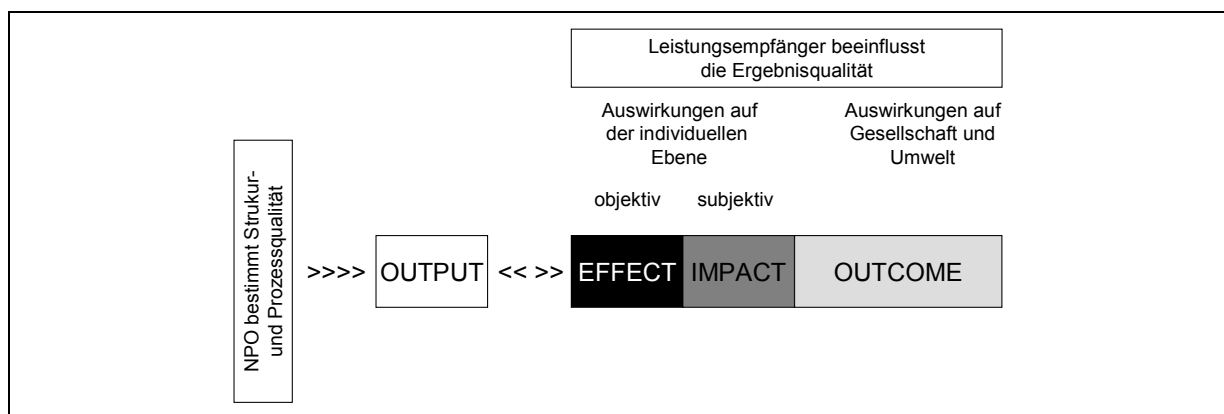 Leistungsempfänger beeinflusst
die Ergebnisqualität
Auswirkungen auf
der individuellen
Ebene
Auswirkungen auf
Gesellschaft und
Umwelt
objektiv subjektiv
NPO bestimmt Strukur-
und Prozessqualität
>>>> OUTPUT << >> EFFECT IMPACT OUTCOME